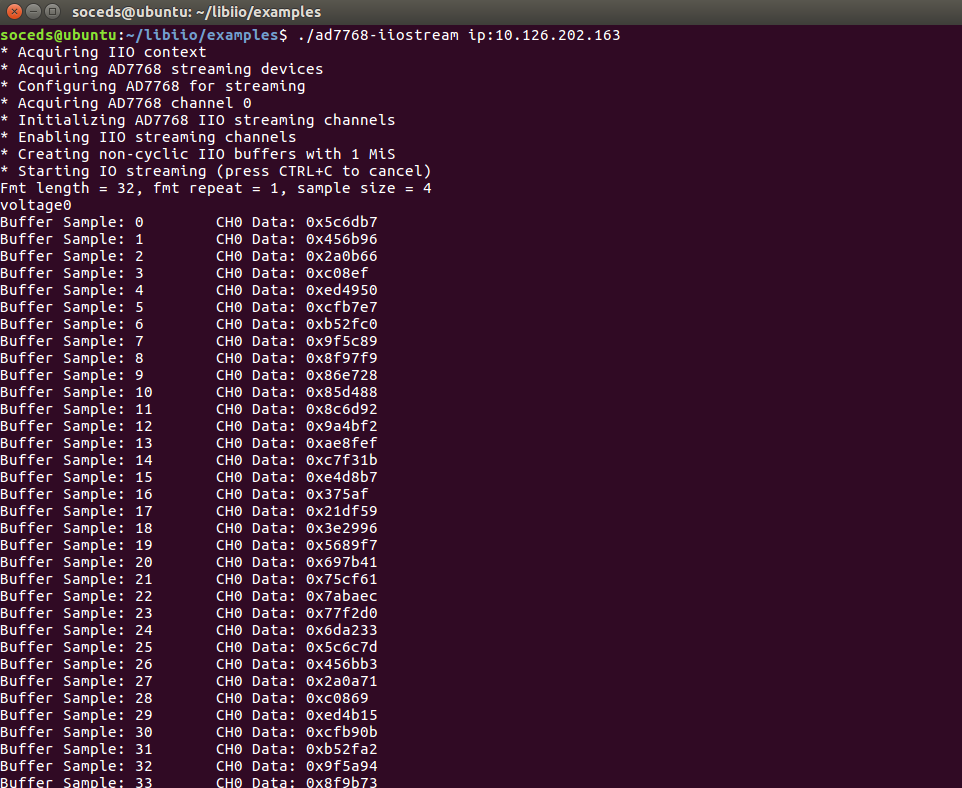 soceds@ubuntu: ~/libiio/examples
soceds@ubuntu:~/libiio/examples$ ./ad7768-iiostream ip:10.126.202.163
* Acquiring IIO context
* Acquiring AD7768 streaming devices
* Configuring AD7768 for streaming
* Acquiring AD7768 channel 0
* Initializing AD7768 IIO streaming channels
* Enabling IIO streaming channels
* Creating non-cyclic IIO buffers with 1 MiS
* Starting IO streaming (press CTRL+C to cancel)
Fmt length = 32, fmt repeat = 1, sample size = 4
voltage0
Buffer Sample: 0 CH0 Data: 0x5c6db7
Buffer Sample: 1 CH0 Data: 0x456b96
Buffer Sample: 2 CH0 Data: 0x2a0b66
Buffer Sample: 3 CH0 Data: 0xc08ef
Buffer Sample: 4 CH0 Data: 0xed4950
Buffer Sample: 5 CH0 Data: 0xcfb7e7
Buffer Sample: 6 CH0 Data: 0xb52fc0
Buffer Sample: 7 CH0 Data: 0x9f5c89
Buffer Sample: 8 CH0 Data: 0x8f97f9
Buffer Sample: 9 CH0 Data: 0x86e728
Buffer Sample: 10 CH0 Data: 0x85d488
Buffer Sample: 11 CH0 Data: 0x8c6d92
Buffer Sample: 12 CH0 Data: 0x9a4bf2
Buffer Sample: 13 CH0 Data: 0xae8fef
Buffer Sample: 14 CH0 Data: 0xc7f31b
Buffer Sample: 15 CH0 Data: 0xe4d8b7
Buffer Sample: 16 CH0 Data: 0x375af
Buffer Sample: 17 CH0 Data: 0x21df59
Buffer Sample: 18 CH0 Data: 0x3e2996
Buffer Sample: 19 CH0 Data: 0x5689f7
Buffer Sample: 20 CH0 Data: 0x697b41
Buffer Sample: 21 CH0 Data: 0x75cf61
Buffer Sample: 22 CH0 Data: 0x7abaec
Buffer Sample: 23 CH0 Data: 0x77f2d0
Buffer Sample: 24 CH0 Data: 0x6da233
Buffer Sample: 25 CH0 Data: 0x5c6c7d
Buffer Sample: 26 CH0 Data: 0x456bb3
Buffer Sample: 27 CH0 Data: 0x2a0a71
Buffer Sample: 28 CH0 Data: 0xc0869
Buffer Sample: 29 CH0 Data: 0xed4b15
Buffer Sample: 30 CH0 Data: 0xcfb90b
Buffer Sample: 31 CH0 Data: 0xb52fa2
Buffer Sample: 32 CH0 Data: 0x9f5a94
Buffer Sample: 33 CH0 Data: 0x8f9b73